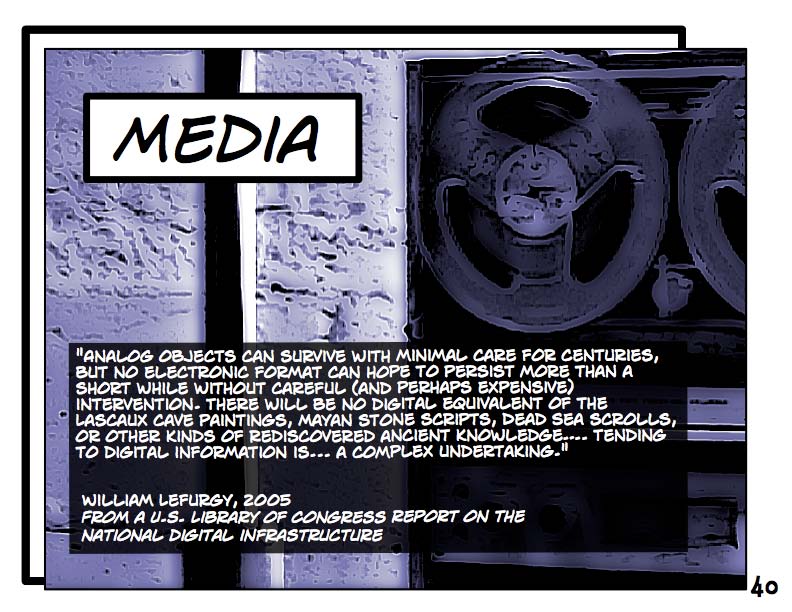 MEDIA
"ANALOG OBJECTS CAN SURVIVE WITH MINIMAL CARE FOR CENTURIES,
BUT NO ELECTRONIC FORMAT CAN HOPE TO PERSIST MORE THAN A
SHORT WHILE WITHOUT CAREFUL (AND PERHAPS EXPENSIVE)
INTERVENTION. THERE WILL BE NO DIGITAL EQUIVALENT OF THE
LASCAUX CAVE PAINTINGS, MAYAN STONE SCRIPTS, DEAD SEA SCROLLS,
OR OTHER KINDS OF REDISCOVERED ANCIENT KNOWLEDGE.... TENDING
TO DIGITAL INFORMATION IS... A COMPLEX UNDERTAKING."
WILLIAM LEFURGY, 2005
FROM A U.S. LIBRARY OF CONGRESS REPORT ON THE
NATIONAL DIGITAL INFRASTRUCTURE
40